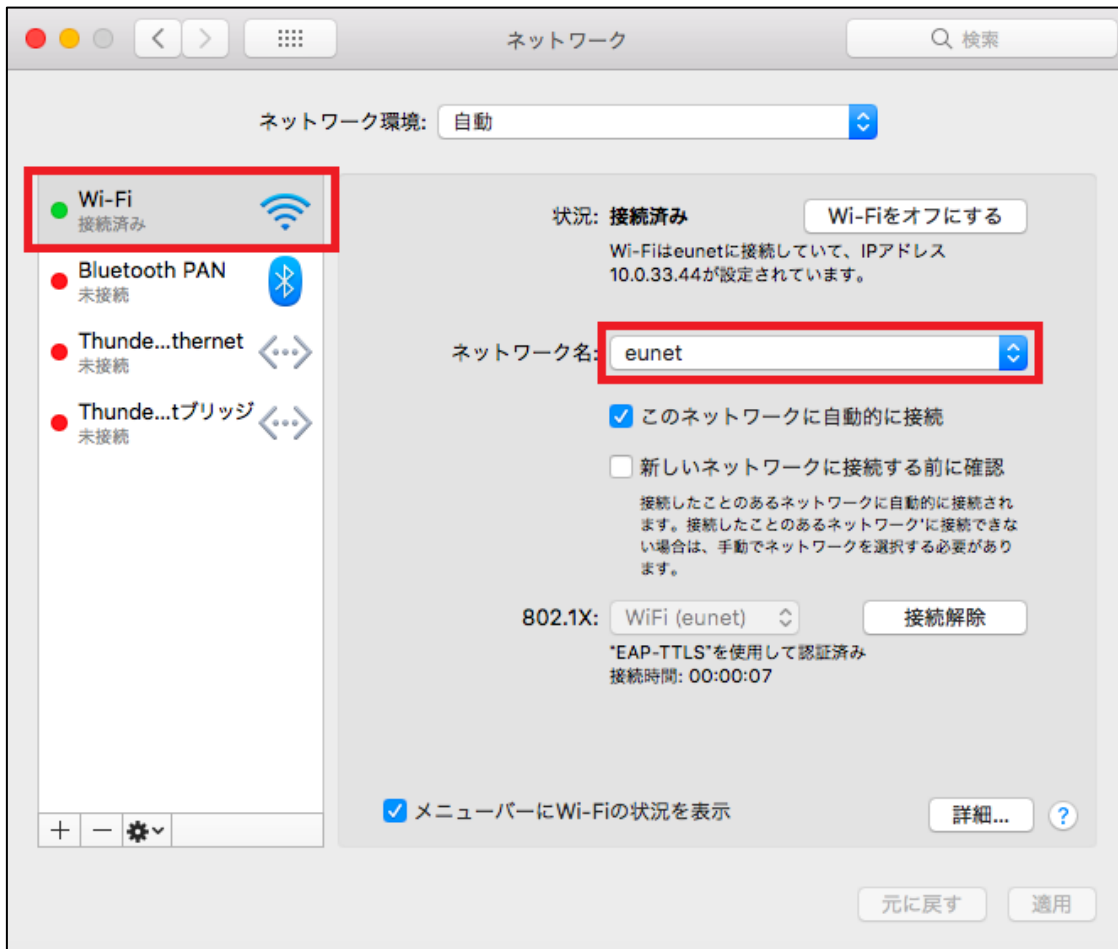 ネットワーク
検索
ネットワーク環境: 自動
Wi-Fi
接続済み
Bluetooth PAN
未接続
Thunde...thernet
未接続
Thunde...tブリッジ
未接続
状況: 接続済み
Wi-Fiをオフにする
Wi-Fiはeunetに接続していて、IPアドレス
10.0.33.44が設定されています。
ネットワーク名: eunet
このネットワークに自動的に接続
新しいネットワークに接続する前に確認
接続したことのあるネットワークに自動的に接続され
ます。接続したことのあるネットワーク'に接続できな
い場合は、手動でネットワークを選択する必要があり
ます。
802.1X: WiFi (eunet)
接続解除
"EAP-TTLS"を使用して認証済み
接続時間: 00:00:07
メニューバーにWi-Fiの状況を表示
詳細...
?
元に戻す
適用